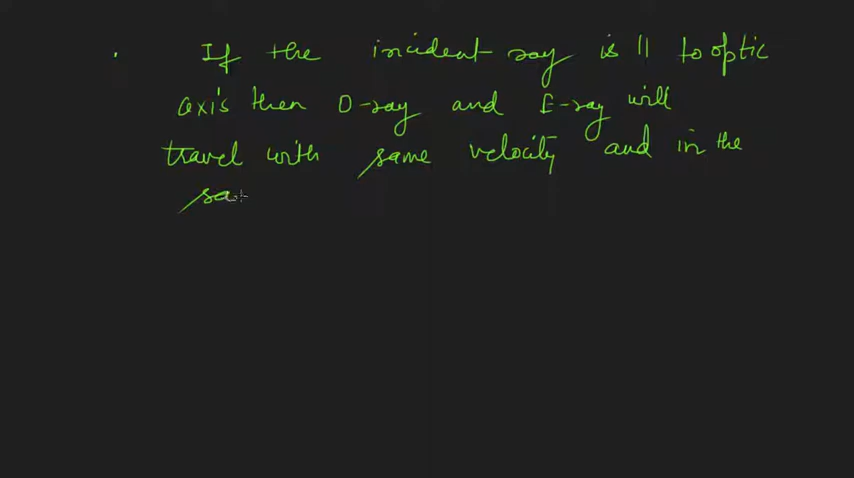 . If the incident ray is || to optic
axis then O-ray and E-ray will
travel with same velocity and in the
sa